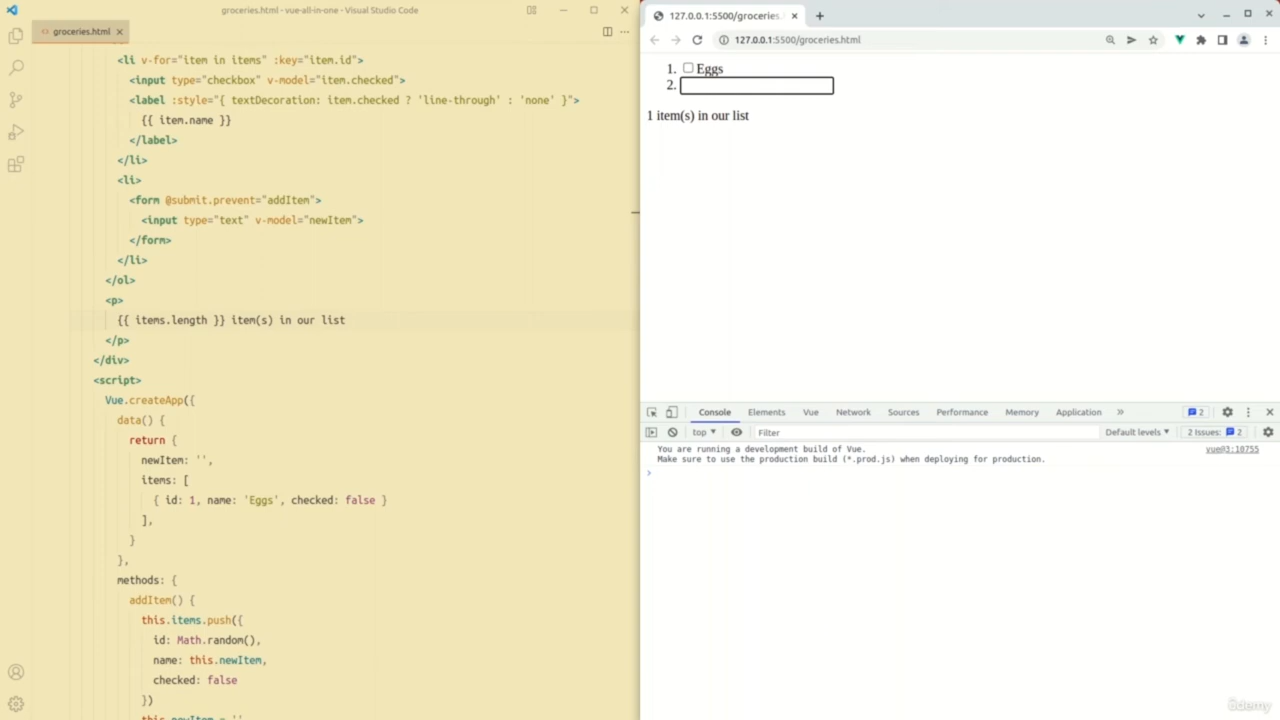 groceries.html - vue-all-in-one - Visual Studio Code
groceries.html
<li v-for="item in items" :key="item.id">
<input type="checkbox" v-model="item.checked">
<label :style="{ textDecoration: item.checked ? 'line-through' : 'none' }">
{{ item.name }}
</label>
</li>
<li>
<form @submit.prevent="addItem">
<input type="text" v-model="newItem">
</form>
</li>
</ol>
<p>
{{ items.length }} item(s) in our list
</p>
</div>
<script>
Vue.createApp({
data() {
return {
newItem: '',
items: [
{ id: 1, name: 'Eggs', checked: false }
],
}
},
methods: {
addItem() {
this.items.push({
id: Math.random(),
name: this.newItem,
checked: false
})
this.newItem = ''
127.0.0.1:5500/groceries.
127.0.0.1:5500/groceries.html
1. Eggs
2.
1 item(s) in our list
Console Elements Vue Network Sources Performance Memory Application » 2
top Filter Default levels 2 Issues: 2
You are running a development build of Vue. vue@3:10755
Make sure to use the production build (*.prod.js) when deploying for production.
ûdemy